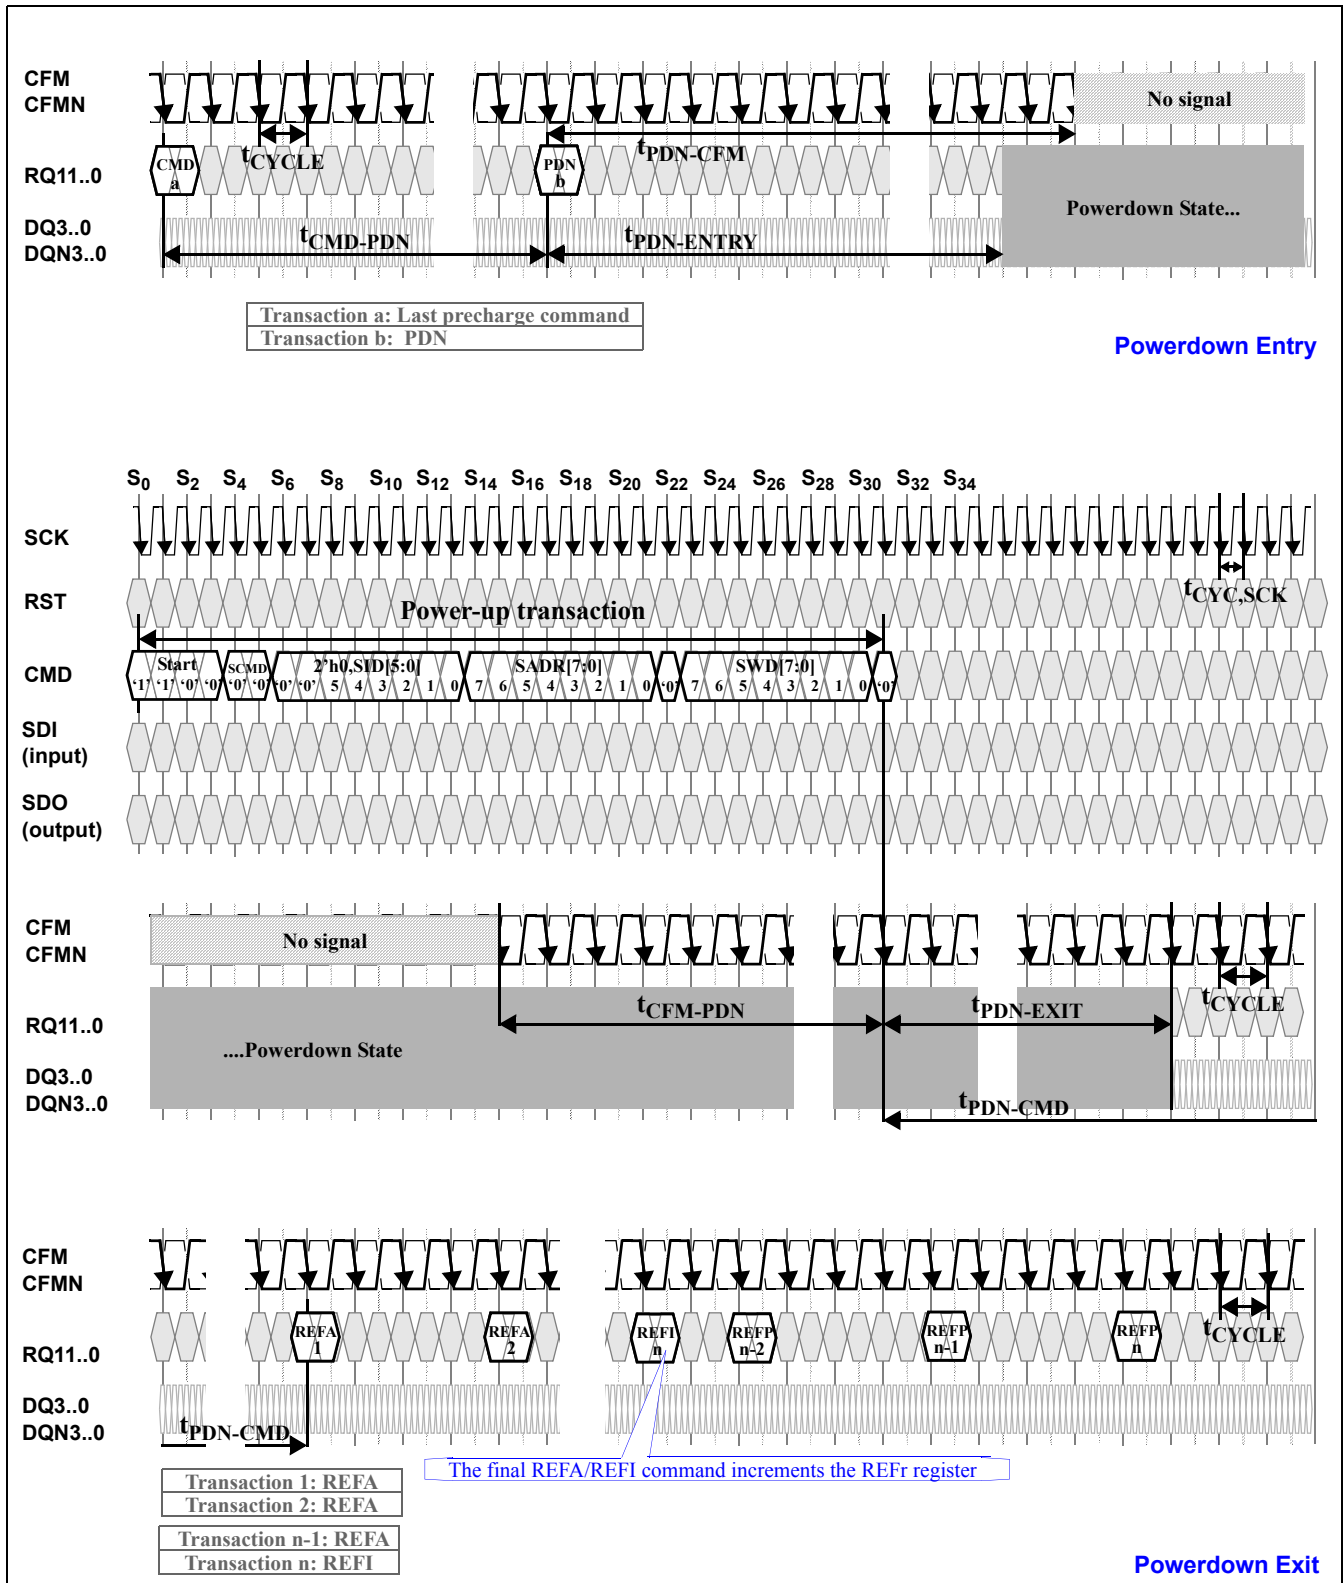 CFM
CFMN
No signal
tCYCLE
tPDN-CFM
RQ11..0
CMD
a
PDN
b
Powerdown State...
DQ3..0
DQN3..0
tCMD-PDN
tPDN-ENTRY
Transaction a: Last precharge command
Transaction b: PDN
Powerdown Entry
S0 S2 S4 S6 S8 S10 S12 S14 S16 S18 S20 S22 S24 S26 S28 S30 S32 S34
SCK
RST
tCYC,SCK
Power-up transaction
CMD
Start SCMD 2'h0,SID[5:0] SADR[7:0] SWD[7:0]
‘1’ ‘1’ ‘0’ ‘0’ ‘0’ ‘0’ ‘0’ ‘0’ 5 4 3 2 1 0 7 6 5 4 3 2 1 0 ‘0’ 7 6 5 4 3 2 1 0 ‘0’
SDI
(input)
SDO
(output)
CFM
CFMN
No signal
RQ11..0
tCFM-PDN
tPDN-EXIT
tCYCLE
....Powerdown State
DQ3..0
DQN3..0
tPDN-CMD
CFM
CFMN
RQ11..0
REFA
1
REFA
2
REFI
n
REFP
n-2
REFP
n-1
REFP
n
tCYCLE
DQ3..0
DQN3..0
tPDN-CMD
The final REFA/REFI command increments the REFr register
Transaction 1: REFA
Transaction 2: REFA
Transaction n-1: REFA
Transaction n: REFI
Powerdown Exit